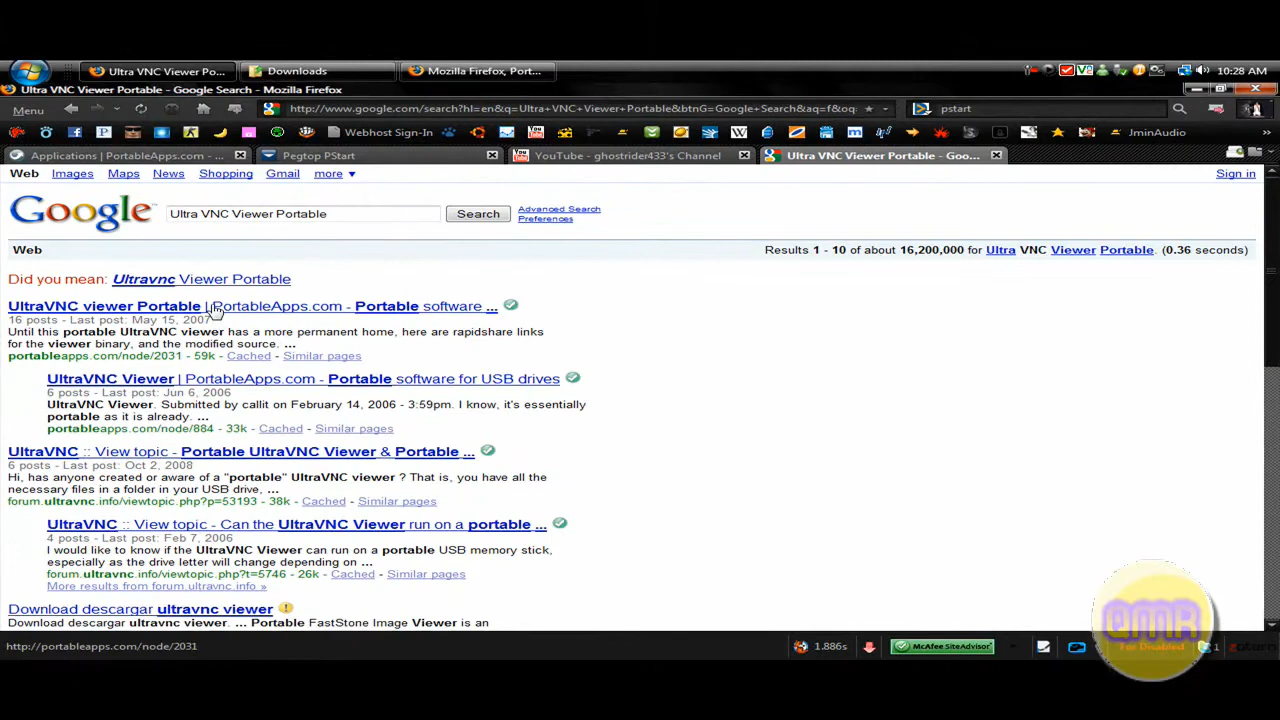 Ultra VNC Viewer Po... Downloads Mozilla Firefox, Port... 10:28 AM
Ultra VNC Viewer Portable - Google Search - Mozilla Firefox
Menu http://www.google.com/search?hl=en&q=Ultra+VNC+Viewer+Portable&btnG=Google+Search&aq=f&oq= pstart
Webhost Sign-In JminAudio »
Applications | PortableApps.com - ... Pegtop PStart YouTube - ghostrider433's Channel Ultra VNC Viewer Portable - Goo...
Web Images Maps News Shopping Gmail more ▼ Sign in
Google Ultra VNC Viewer Portable Search Advanced Search
Preferences
Web Results 1 - 10 of about 16,200,000 for Ultra VNC Viewer Portable. (0.36 seconds)
Did you mean: Ultravnc Viewer Portable
UltraVNC viewer Portable | PortableApps.com - Portable software ...
16 posts - Last post: May 15, 2007
Until this portable UltraVNC viewer has a more permanent home, here are rapidshare links
for the viewer binary, and the modified source. ...
portableapps.com/node/2031 - 59k - Cached - Similar pages
UltraVNC Viewer | PortableApps.com - Portable software for USB drives
6 posts - Last post: Jun 6, 2006
UltraVNC Viewer. Submitted by callit on February 14, 2006 - 3:59pm. I know, it's essentially
portable as it is already. ...
portableapps.com/node/884 - 33k - Cached - Similar pages
UltraVNC :: View topic - Portable UltraVNC Viewer & Portable ...
6 posts - Last post: Oct 2, 2008
Hi, has anyone created or aware of a "portable" UltraVNC viewer ? That is, you have all the
necessary files in a folder in your USB drive, ...
forum.ultravnc.info/viewtopic.php?p=53193 - 38k - Cached - Similar pages
UltraVNC :: View topic - Can the UltraVNC Viewer run on a portable ...
4 posts - Last post: Feb 7, 2006
I would like to know if the UltraVNC Viewer can run on a portable USB memory stick,
especially as the drive letter will change depending on ...
forum.ultravnc.info/viewtopic.php?t=5746 - 26k - Cached - Similar pages
More results from forum.ultravnc.info »
Download descargar ultravnc viewer
Download descargar ultravnc viewer. ... Portable FastStone Image Viewer is an
http://portableapps.com/node/2031 1.886s McAfee SiteAdvisor 1 zotero
QMR
For Disabled